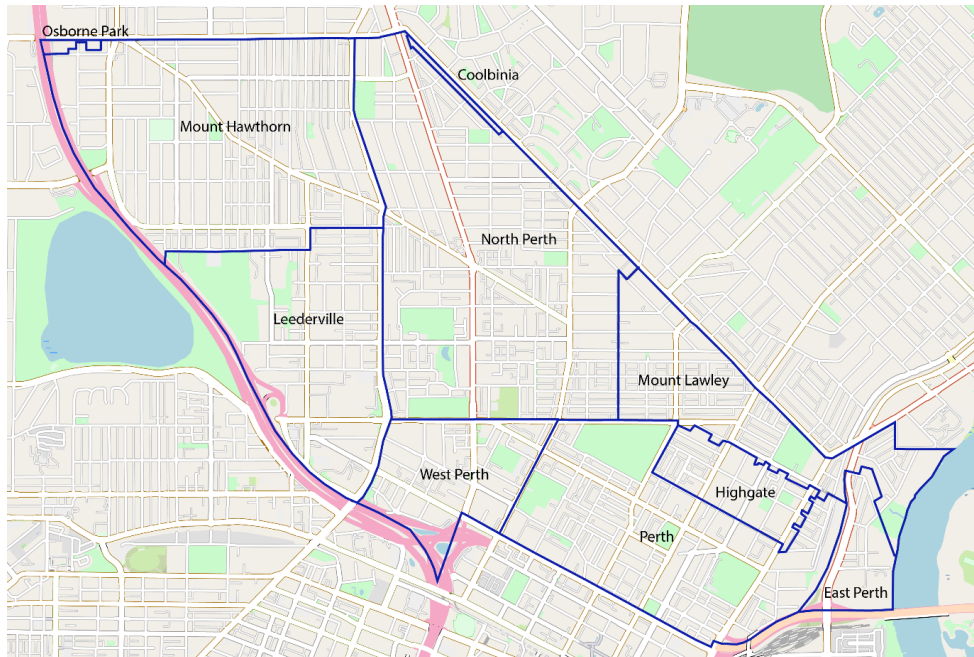 Osborne Park
Coolbinia
Mount Hawthorn
North Perth
Leederville
Mount Lawley
West Perth
Highgate
Perth
East Perth